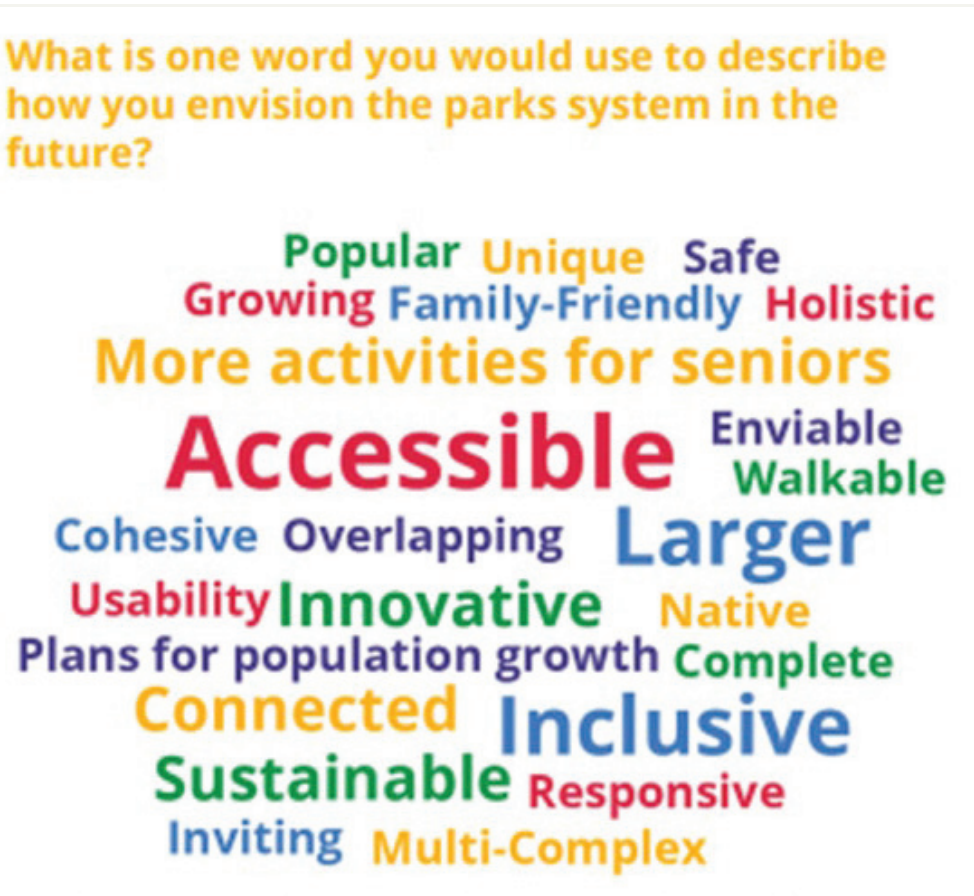 What is one word you would use to describe
how you envision the parks system in the
future?
Popular Unique Safe
Growing Family-Friendly Holistic
More activities for seniors
Accessible Enviable
Walkable
Cohesive Overlapping Larger
Usability Innovative Native
Plans for population growth Complete
Connected Inclusive
Sustainable Responsive
Inviting Multi-Complex